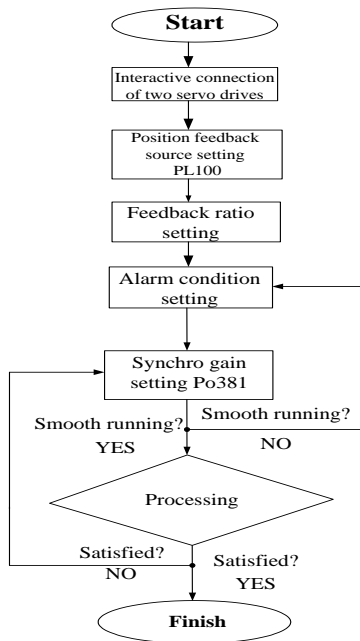 Start
Interactive connection
of two servo drives
Position feedback
source setting
PL100
Feedback ratio
setting
Alarm condition
setting
Synchro gain
setting Po381
Smooth running?
YES
Smooth running?
NO
Processing
Satisfied?
NO
Satisfied?
YES
Finish